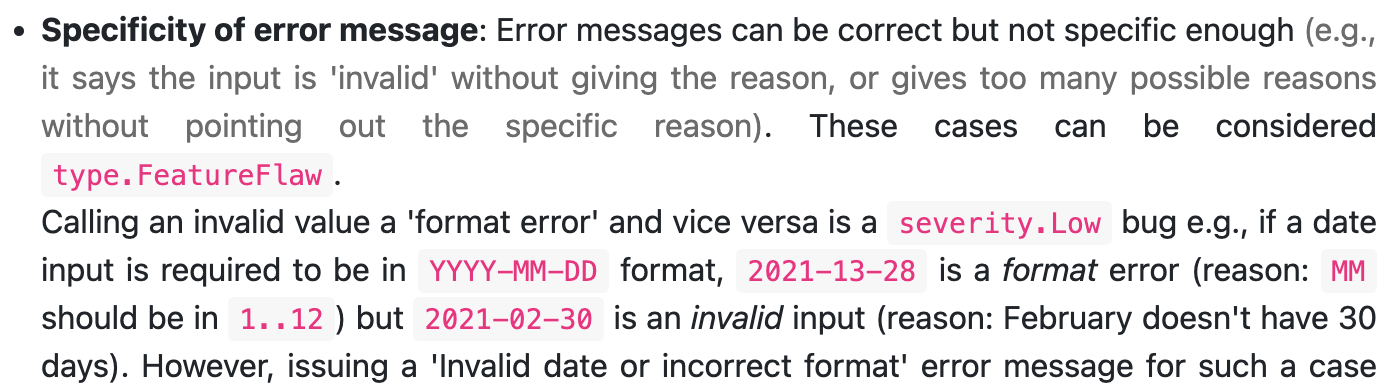 • Specificity of error message: Error messages can be correct but not specific enough (e.g.,
it says the input is 'invalid' without giving the reason, or gives too many possible reasons
without pointing out the specific reason). These cases can be considered
type.FeatureFlaw .
Calling an invalid value a 'format error' and vice versa is a severity.Low bug e.g., if a date
input is required to be in YYYY-MM-DD format, 2021-13-28 is a format error (reason: MM
should be in 1..12 ) but 2021-02-30 is an invalid input (reason: February doesn't have 30
days). However, issuing a 'Invalid date or incorrect format' error message for such a case